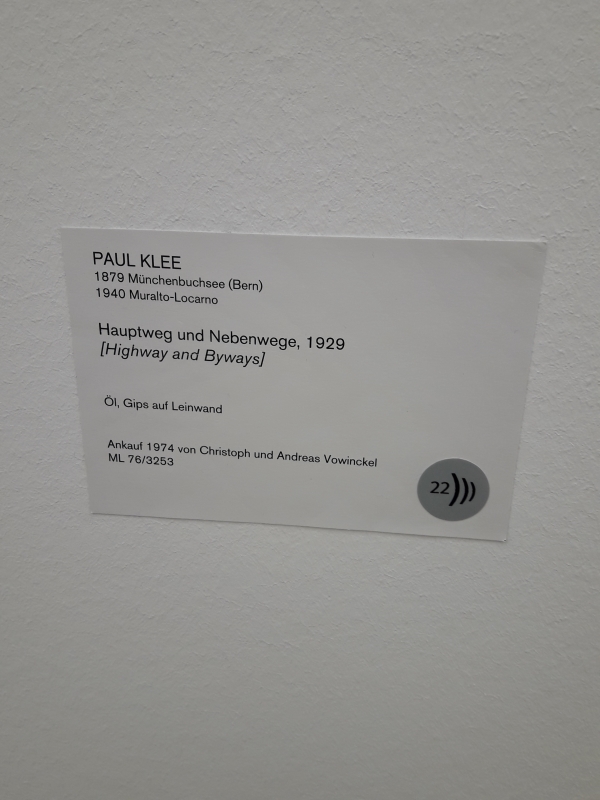 PAUL KLEE
1879 Münchenbuchsee (Bern)
1940 Muralto-Locarno
Hauptweg und Nebenwege, 1929
[Highway and Byways]
Öl, Gips auf Leinwand
Ankauf 1974 von Christoph und Andreas Vowinckel
ML 76/3253
22